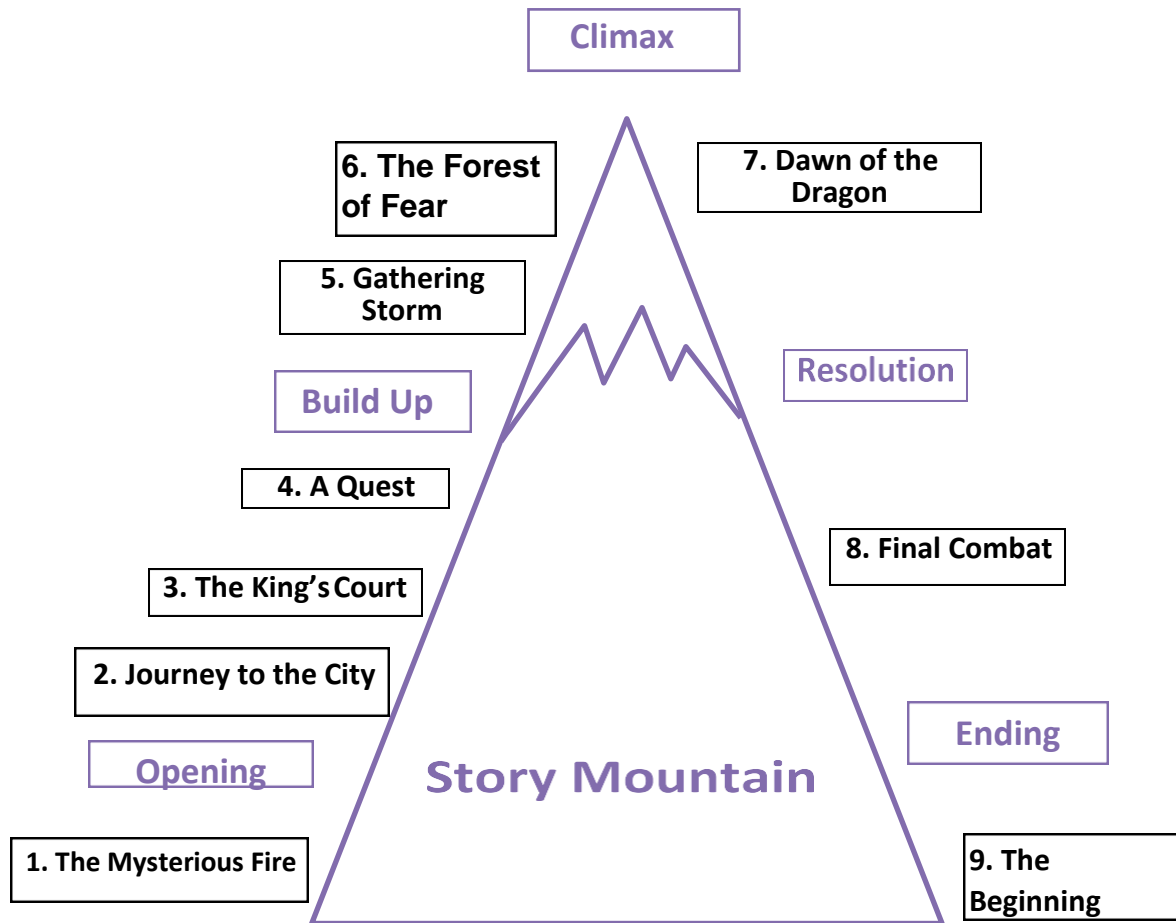 Climax
6. The Forest
of Fear
7. Dawn of the
Dragon
5. Gathering
Storm
Resolution
Build Up
4. A Quest
8. Final Combat
3. The King's Court
2. Journey to the City
Ending
Opening
Story Mountain
1. The Mysterious Fire
9. The
Beginning